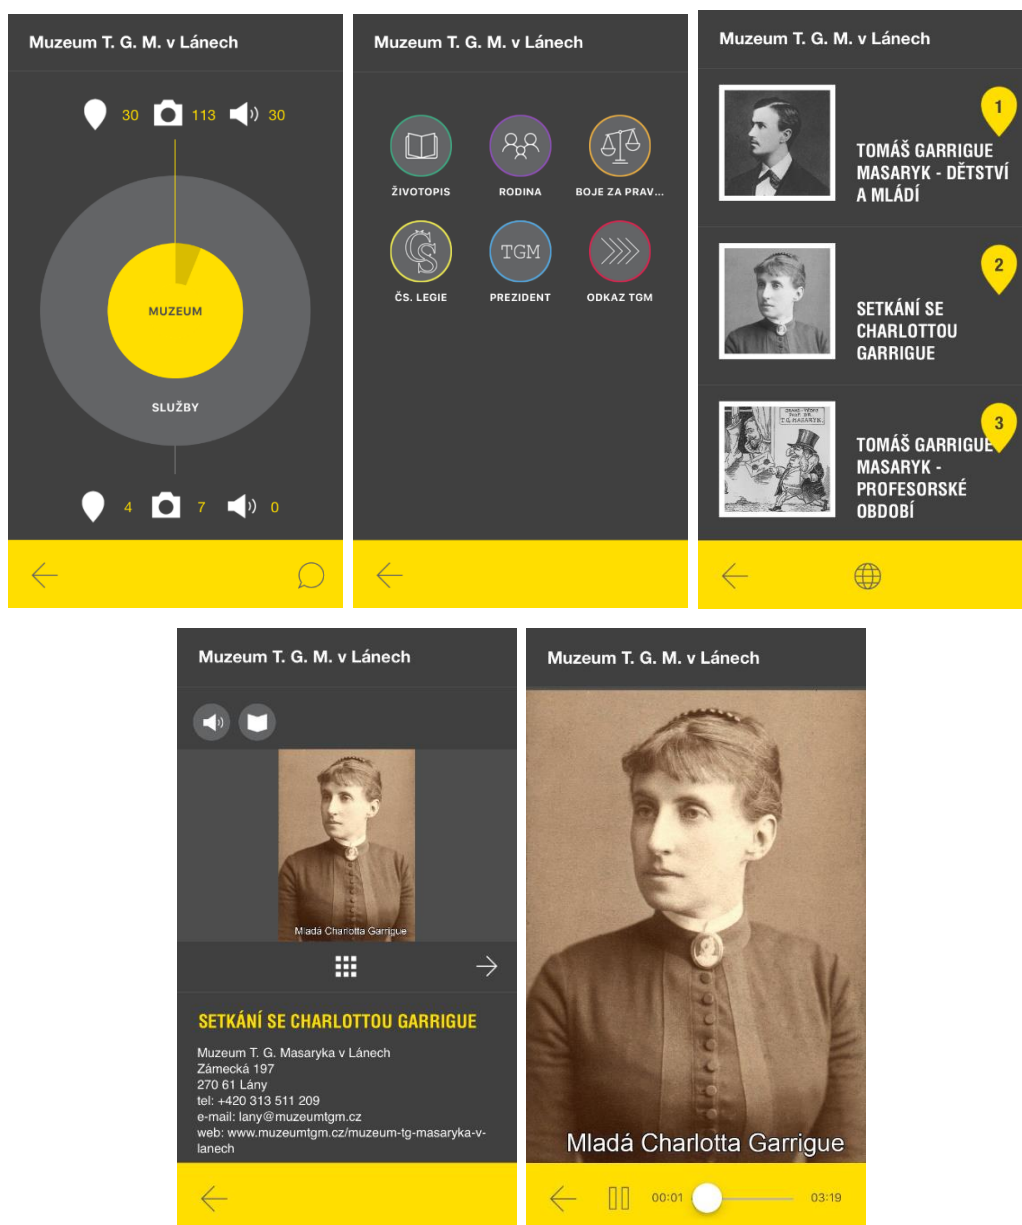 Muzeum T. G. M. v Lánech
30 113 30
MUZEUM
SLUŽBY
4 7 0
Muzeum T. G. M. v Lánech
ŽIVOTOPIS RODINA BOJE ZA PRAV...
TGM
ČS. LEGIE PREZIDENT ODKAZ TGM
Muzeum T. G. M. v Lánech
1
TOMÁŠ GARRIGUE
MASARYK - DĚTSTVÍ
A MLÁDÍ
2
SETKÁNÍ SE
CHARLOTTOU
GARRIGUE
3
T.G. MASARYK.
TOMÁŠ GARRIGUE
MASARYK -
PROFESORSKÉ
OBDOBÍ
Muzeum T. G. M. v Lánech
Mladá Charlotta Garrigue
SETKÁNÍ SE CHARLOTTOU GARRIGUE
Muzeum T. G. Masaryka v Lánech
Zámecká 197
270 61 Lány
tel: +420 313 511 209
e-mail: lany@muzeumtgm.cz
web: www.muzeumtgm.cz/muzeum-tg-masaryka-v-
lanech
Muzeum T. G. M. v Lánech
Mladá Charlotta Garrigue
00:01 03:19